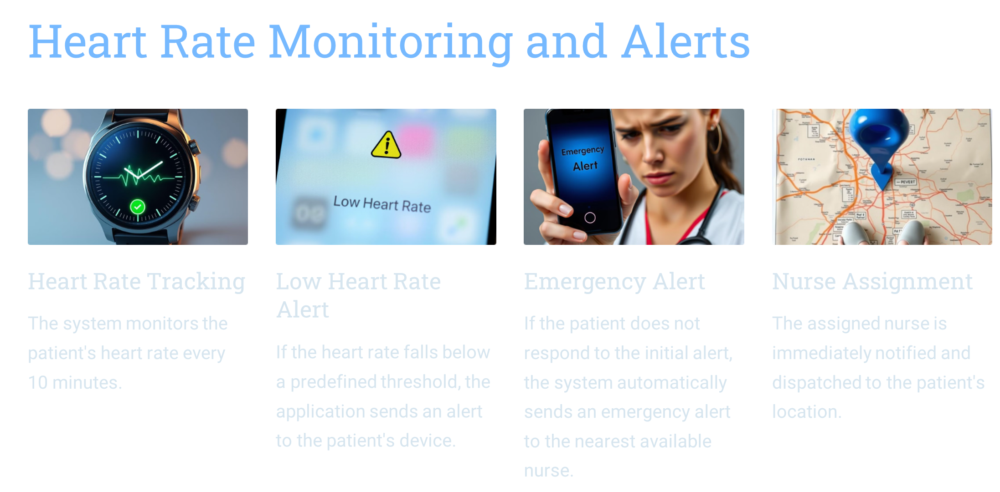 Heart Rate Monitoring and Alerts
Low Heart Rate
Emergency
Alert
FOTHNAN
PEVERT
Heart Rate Tracking
The system monitors the
patient's heart rate every
10 minutes.
Low Heart Rate
Alert
If the heart rate falls below
a predefined threshold, the
application sends an alert
to the patient's device.
Emergency Alert
If the patient does not
respond to the initial alert,
the system automatically
sends an emergency alert
to the nearest available
nurse.
Nurse Assignment
The assigned nurse is
immediately notified and
dispatched to the patient's
location.